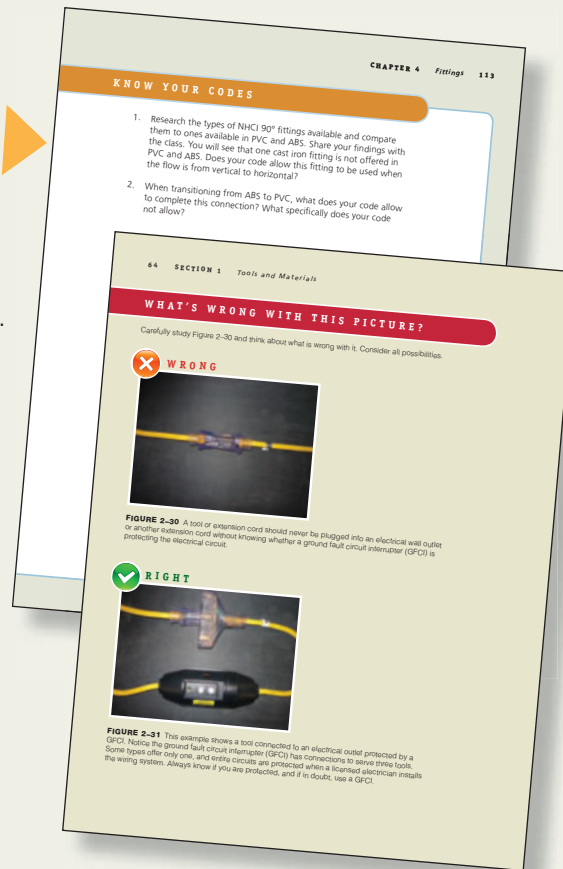 CHAPTER 4 Fittings 113
KNOW YOUR CODES
1. Research the types of NHCI 90° fittings available and compare
them to ones available in PVC and ABS. Share your findings with
the class. You will see that one cast iron fitting is not offered in
PVC and ABS. Does your code allow this fitting to be used when
the flow is from vertical to horizontal?
2. When transitioning from ABS to PVC, what does your code allow
to complete this connection? What specifically does your code
not allow?
64 SECTION 1 Tools and Materials
WHAT'S WRONG WITH THIS PICTURE?
Carefully study Figure 2–30 and think about what is wrong with it. Consider all possibilities.
WRONG
FIGURE 2–30 A tool or extension cord should never be plugged into an electrical wall outlet
or another extension cord without knowing whether a ground fault circuit interrupter (GFCI) is
protecting the electrical circuit.
RIGHT
FIGURE 2–31 This example shows a tool connected to an electrical outlet protected by a
GFCI. Notice the ground fault circuit interrupter (GFCI) has connections to serve three tools.
Some types offer only one, and entire circuits are protected when a licensed electrician installs
the wiring system. Always know if you are protected, and if in doubt, use a GFCI.